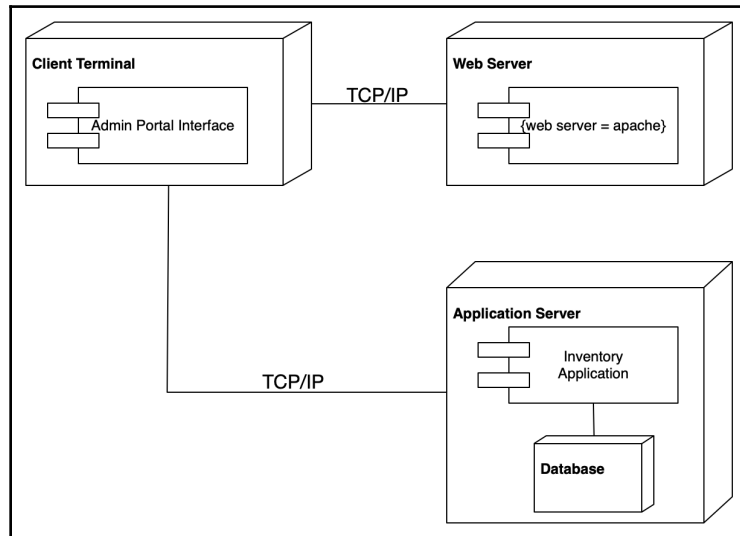 Client Terminal
Admin Portal Interface
TCP/IP
Web Server
{web server = apache}
TCP/IP
Application Server
Inventory
Application
Database